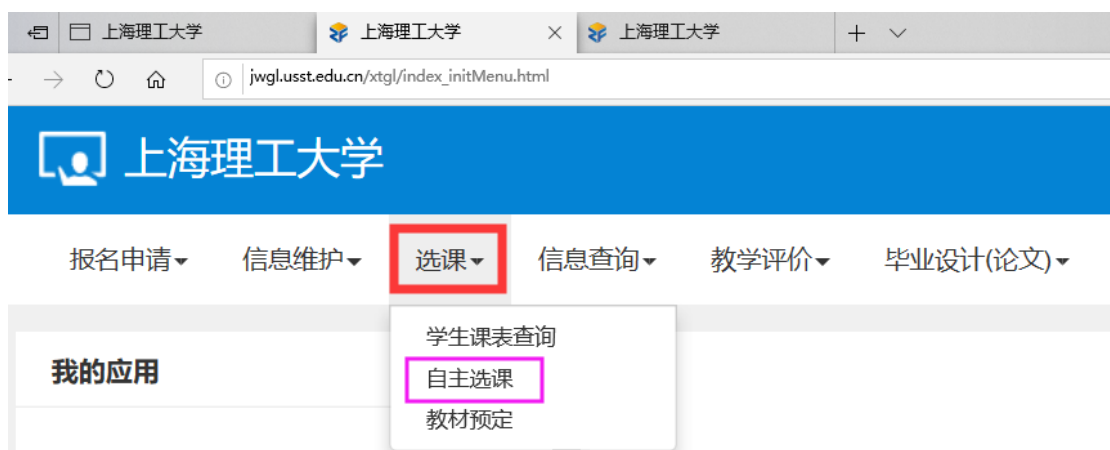 上海理工大学 上海理工大学 上海理工大学
jwgl.usst.edu.cn/xtgl/index_initMenu.html
上海理工大学
报名申请 信息维护 选课 信息查询 教学评价 毕业设计(论文)
学生课表查询
我的应用
自主选课
教材预定